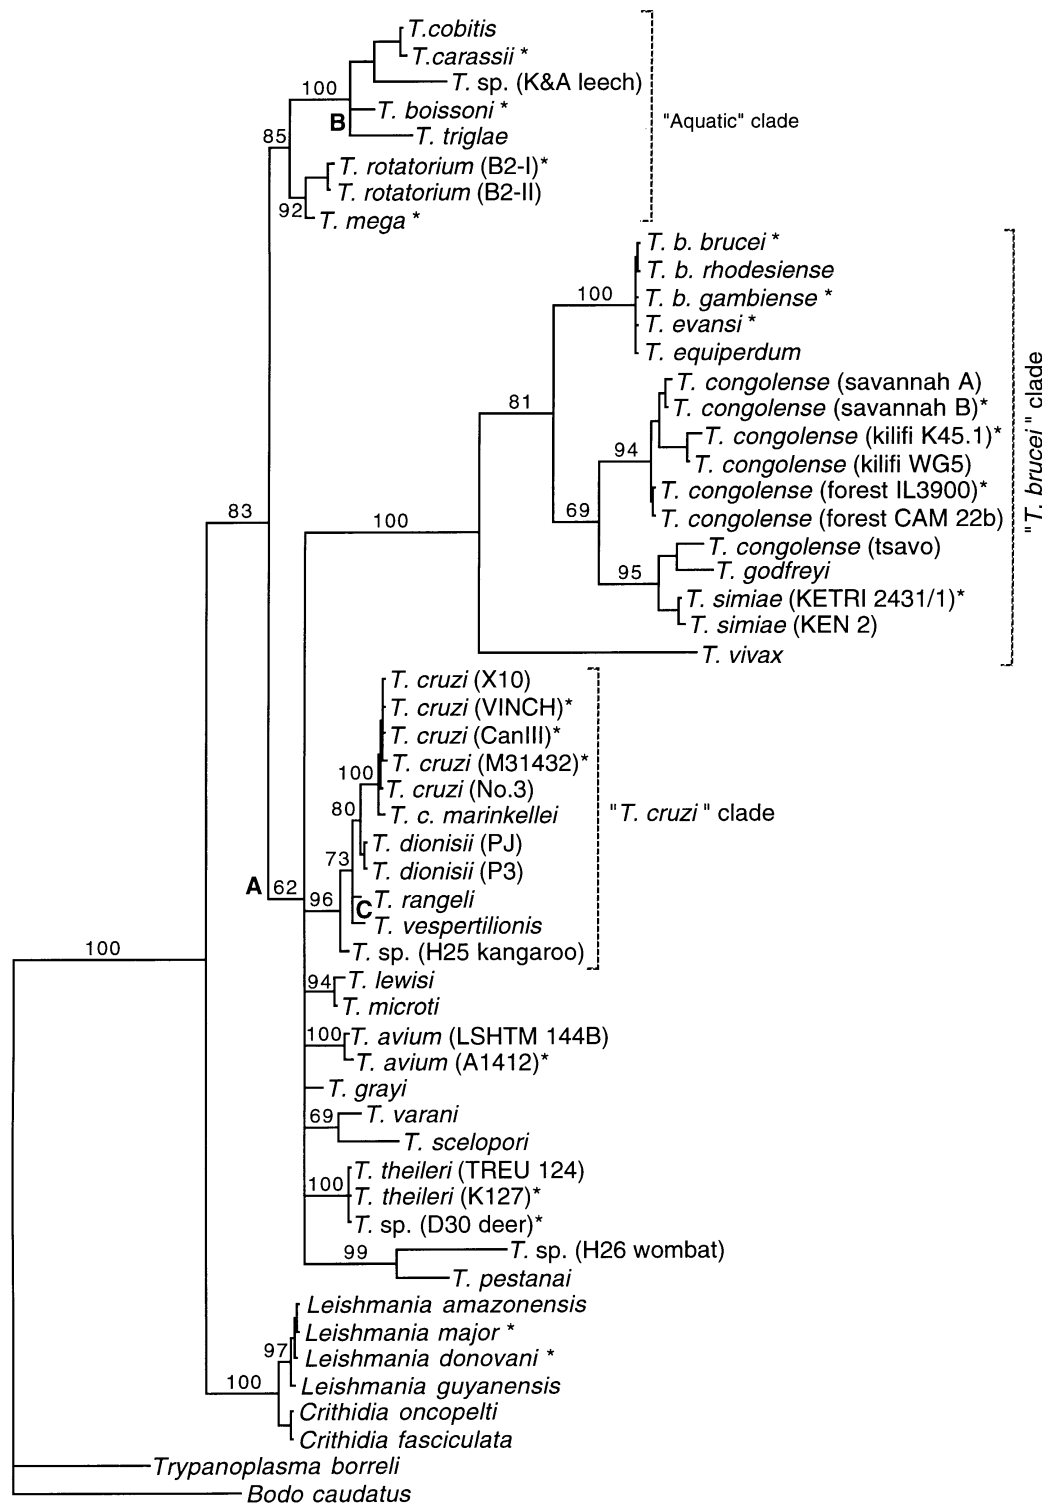 T.cobitis
T.carassii *
T. sp. (K&A leech)
100
T. boissoni *
B
"Aquatic" clade
T. triglae
85
T. rotatorium (B2-I)*
T. rotatorium (B2-II)
92
T. mega *
T. b. brucei *
T. b. rhodesiense
100
T. b. gambiense *
T. evansi *
T. equiperdum
T. congolense (savannah A)
81
T. congolense (savannah B)*
T. congolense (kilifi K45.1)*
94
T. congolense (kilifi WG5)
"T. brucei " clade
T. congolense (forest IL3900)*
83
69
T. congolense (forest CAM 22b)
100
T. congolense (tsavo)
95
T. godfreyi
T. simiae (KETRI 2431/1)*
T. simiae (KEN 2)
T. vivax
T. cruzi (X10)
T. cruzi (VINCH)*
T. cruzi (CanIII)*
100
T. cruzi (M31432)*
T. cruzi (No.3)
80
T. c. marinkellei
"T. cruzi " clade
T. dionisii (PJ)
73
T. dionisii (P3)
A
62
96
C
T. rangeli
T. vespertilionis
100
T. sp. (H25 kangaroo)
94
T. lewisi
T. microti
100
T. avium (LSHTM 144B)
T. avium (A1412)*
T. grayi
69
T. varani
T. scelopori
T. theileri (TREU 124)
100
T. theileri (K127)*
T. sp. (D30 deer)*
99
T. sp. (H26 wombat)
T. pestanai
Leishmania amazonensis
Leishmania major *
97
Leishmania donovani *
100
Leishmania guyanensis
Crithidia oncopelti
Crithidia fasciculata
Trypanoplasma borreli
Bodo caudatus